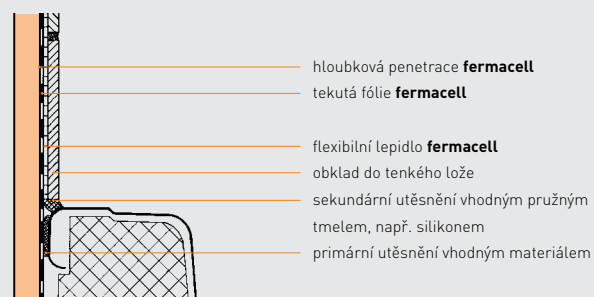 hloubková penetrace fermacell
tekutá fólie fermacell
flexibilní lepidlo fermacell
obklad do tenkého lože
sekundární utěsnění vhodným pružným
tmelem, např. silikonem
primární utěsnění vhodným materiálem